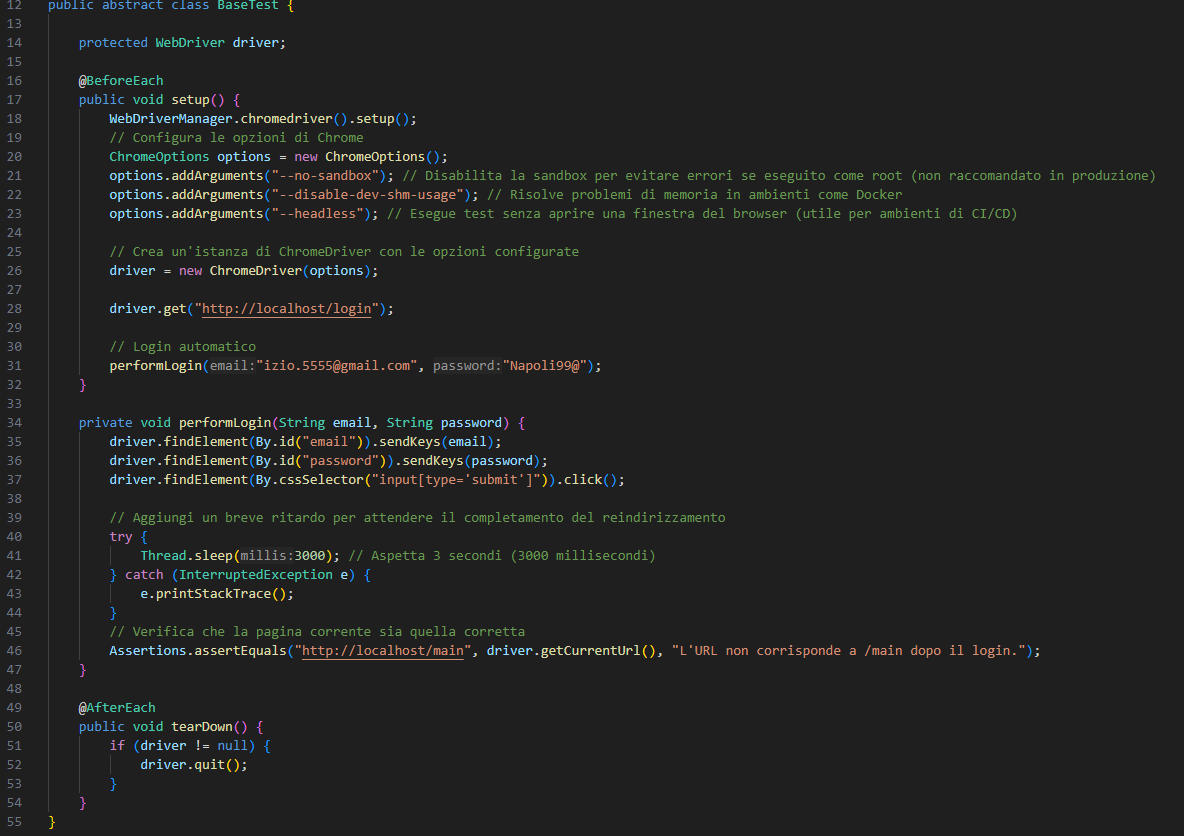 12 public abstract class BaseTest {
13
14 protected WebDriver driver;
15
16 @BeforeEach
17 public void setup() {
18 WebDriverManager.chromedriver().setup();
19 // Configura le opzioni di Chrome
20 ChromeOptions options = new ChromeOptions();
21 options.addArguments("--no-sandbox"); // Disabilita la sandbox per evitare errori se eseguito come root (non raccomandato in produzione)
22 options.addArguments("--disable-dev-shm-usage"); // Risolve problemi di memoria in ambienti come Docker
23 options.addArguments("--headless"); // Esegue test senza aprire una finestra del browser (utile per ambienti di CI/CD)
24
25 // Crea un'istanza di ChromeDriver con le opzioni configurate
26 driver = new ChromeDriver(options);
27
28 driver.get("http://localhost/login");
29
30 // Login automatico
31 performLogin(email:"izio.5555@gmail.com", password:"Napoli99@");
32 }
33
34 private void performLogin(String email, String password) {
35 driver.findElement(By.id("email")).sendKeys(email);
36 driver.findElement(By.id("password")).sendKeys(password);
37 driver.findElement(By.cssSelector("input[type='submit']")).click();
38
39 // Aggiungi un breve ritardo per attendere il completamento del reindirizzamento
40 try {
41 Thread.sleep(millis:3000); // Aspetta 3 secondi (3000 millisecondi)
42 } catch (InterruptedException e) {
43 e.printStackTrace();
44 }
45 // Verifica che la pagina corrente sia quella corretta
46 Assertions.assertEquals("http://localhost/main", driver.getCurrentUrl(), "L'URL non corrisponde a /main dopo il login.");
47 }
48
49 @AfterEach
50 public void tearDown() {
51 if (driver != null) {
52 driver.quit();
53 }
54 }
55 }